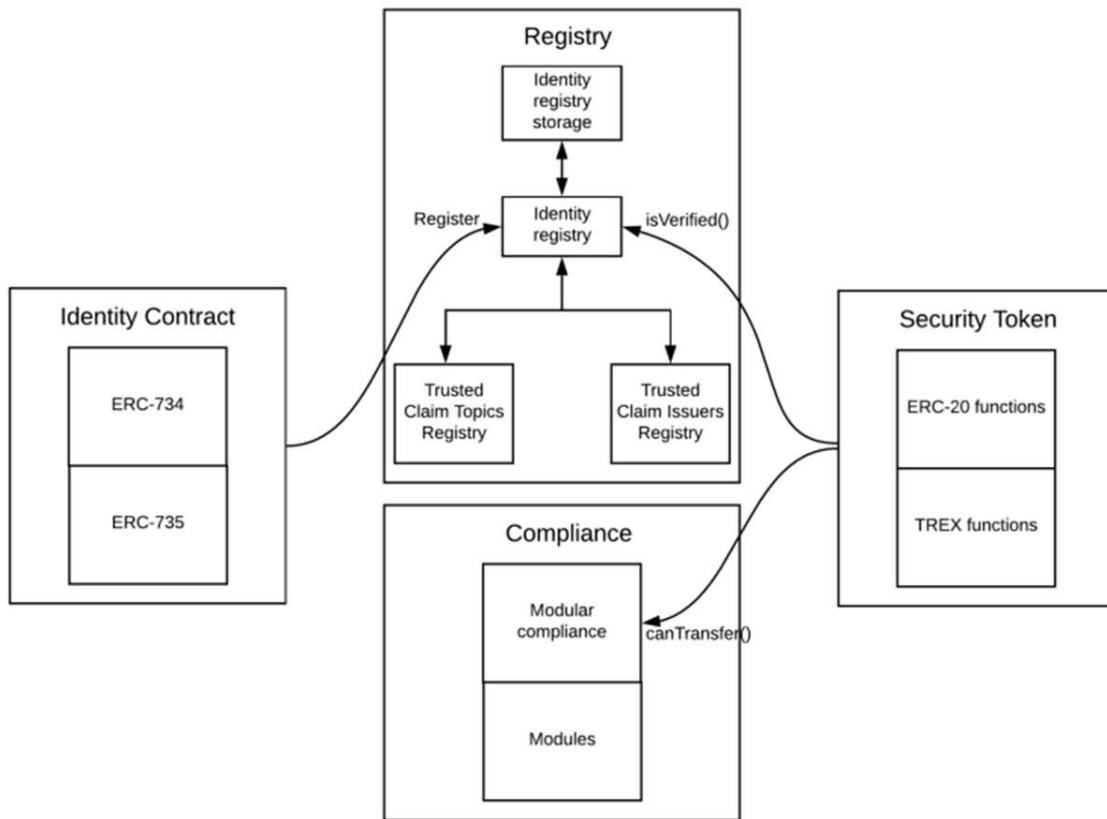 Registry
Identity
registry
storage
Register
Identity
registry
isVerified()
Identity Contract
ERC-734
ERC-735
Trusted
Claim Topics
Registry
Trusted
Claim Issuers
Registry
Security Token
ERC-20 functions
TREX functions
Compliance
Modular
compliance
canTransfer()
Modules